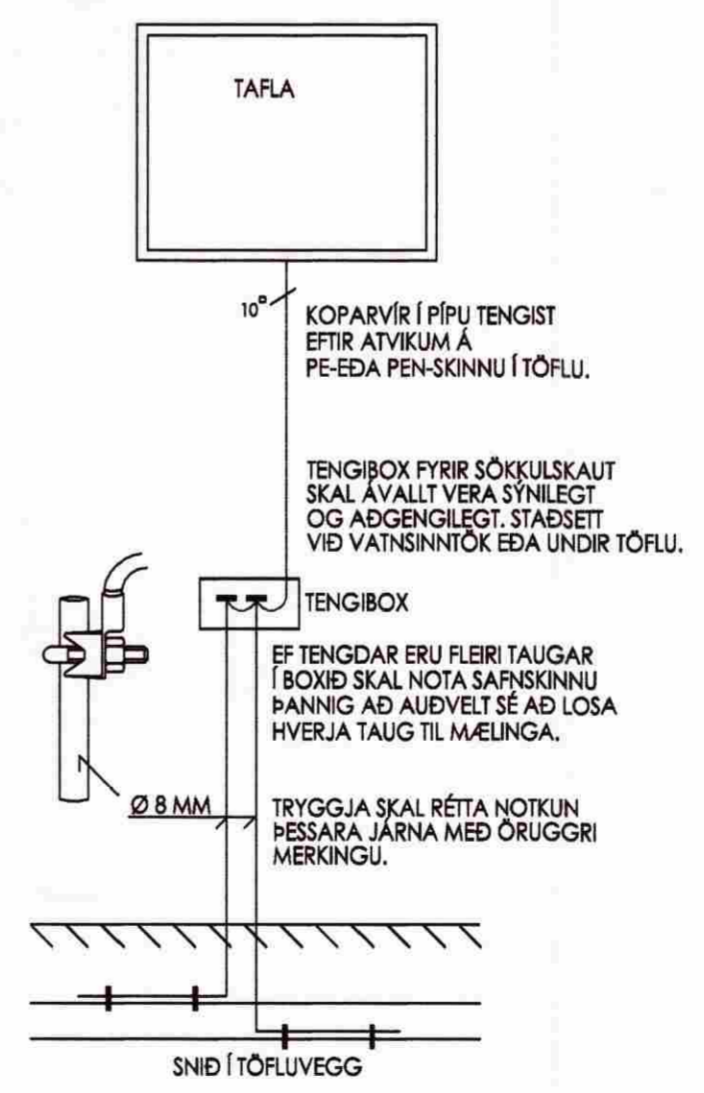 TAFLA
10□
KOPARVÍR Í PÍPU TENGIST
EFTIR ATVIKUM Á
PE-EÐA PEN-SKINNU Í TÖFLU.
TENGIBOX FYRIR SÖKKULSKAUT
SKAL ÁVALLT VERA SÝNILEGT
OG AÐGENGILEGT. STAÐSETT
VIÐ VATNSINNTÖK EÐA UNDIR TÖFLU.
TENGIBOX
EF TENGDAR ERU FLEIRI TAUGAR
Í BOXIÐ SKAL NOTA SAFNSKINNU
ÞANNIG AÐ AUÐVELT SÉ AÐ LOSA
HVERJA TAUG TIL MÆLINGA.
Ø 8 MM
TRYGGJA SKAL RÉTTA NOTKUN
ÞESSARA JÁRNA MEÐ ÖRUGGRI
MERKINGU.
SNIÐ Í TÖFLUVEGG